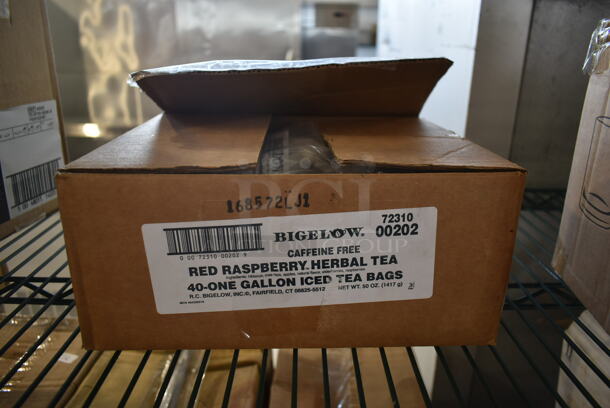 168572LJ1
BIGELOW® 72310
00202
0 00 72310 00202 9
CAFFEINE FREE
RED RASPBERRY HERBAL TEA
40-ONE GALLON ICED TEA BAGS
R.C. BIGELOW, INC.©, FAIRFIELD, CT 06825-5512 NET WT. 50 OZ. (1417 g)